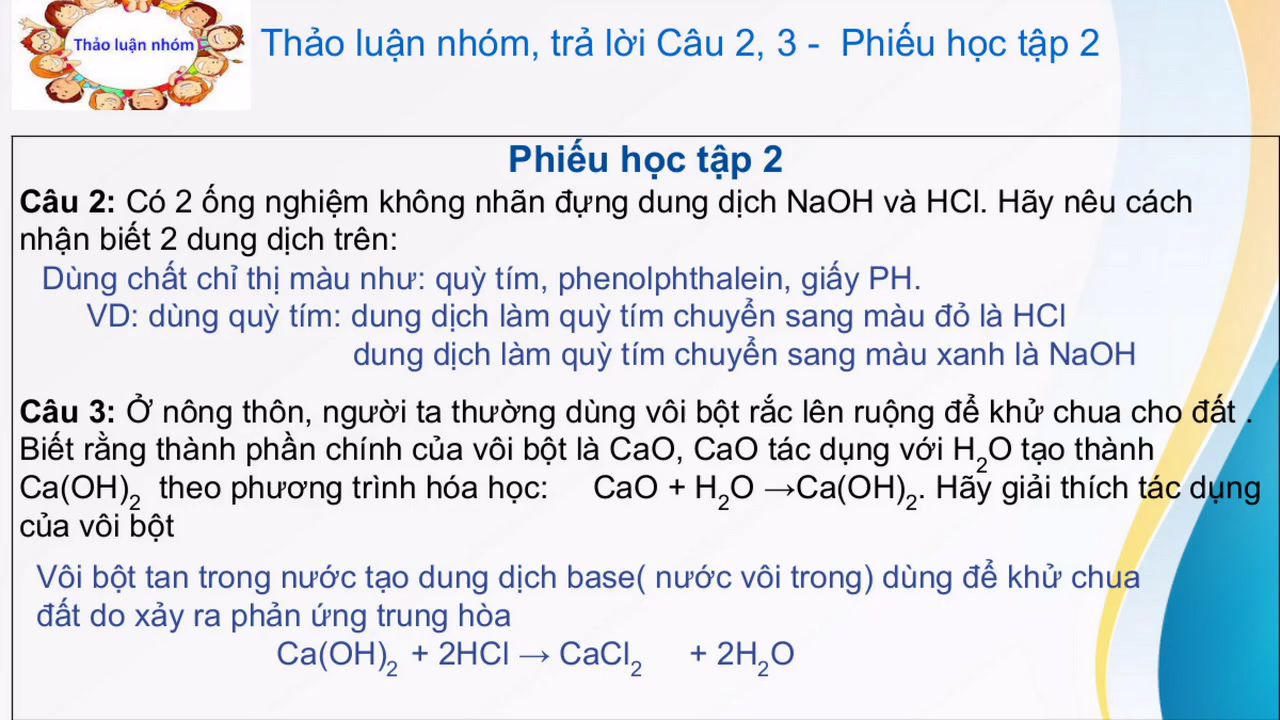 Thảo luận nhóm
Thảo luận nhóm, trả lời Câu 2, 3 - Phiếu học tập 2
Phiếu học tập 2
Câu 2: Có 2 ống nghiệm không nhãn đựng dung dịch NaOH và HCl. Hãy nêu cách
nhận biết 2 dung dịch trên:
Dùng chất chỉ thị màu như: quỳ tím, phenolphthalein, giấy PH.
VD: dùng quỳ tím: dung dịch làm quỳ tím chuyển sang màu đỏ là HCl
dung dịch làm quỳ tím chuyển sang màu xanh là NaOH
Câu 3: Ở nông thôn, người ta thường dùng vôi bột rắc lên ruộng để khử chua cho đất .
Biết rằng thành phần chính của vôi bột là CaO, CaO tác dụng với H₂O tạo thành
Ca(OH)₂ theo phương trình hóa học: CaO + H₂O →Ca(OH)₂. Hãy giải thích tác dụng
của vôi bột
Vôi bột tan trong nước tạo dung dịch base( nước vôi trong) dùng để khử chua
đất do xảy ra phản ứng trung hòa
Ca(OH)₂ + 2HCl → CaCl₂ + 2H₂O